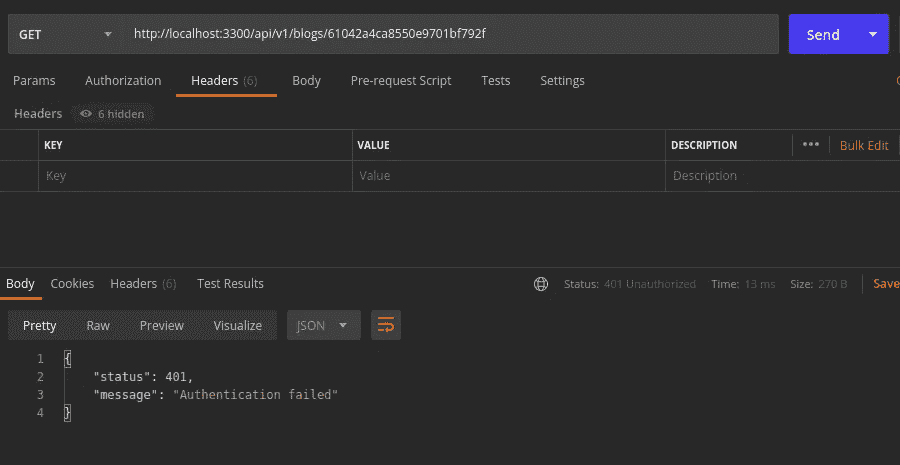 GET http://localhost:3300/api/v1/blogs/61042a4ca8550e9701bf792f Send
Params Authorization Headers (6) Body Pre-request Script Tests Settings
Headers 6 hidden
KEY VALUE DESCRIPTION ••• Bulk Edit
Key Value Description
Body Cookies Headers (6) Test Results Status: 401 Unauthorized Time: 13 ms Size: 270 B Save
Pretty Raw Preview Visualize JSON
1 {
2 "status": 401,
3 "message": "Authentication failed"
4 }